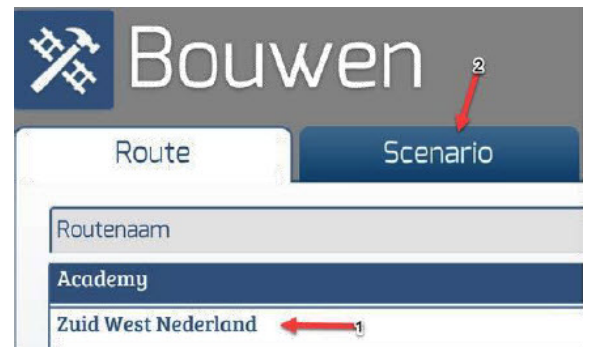 Bouwen
2
Route
Scenario
Routenaam
Academy
Zuid West Nederland
1